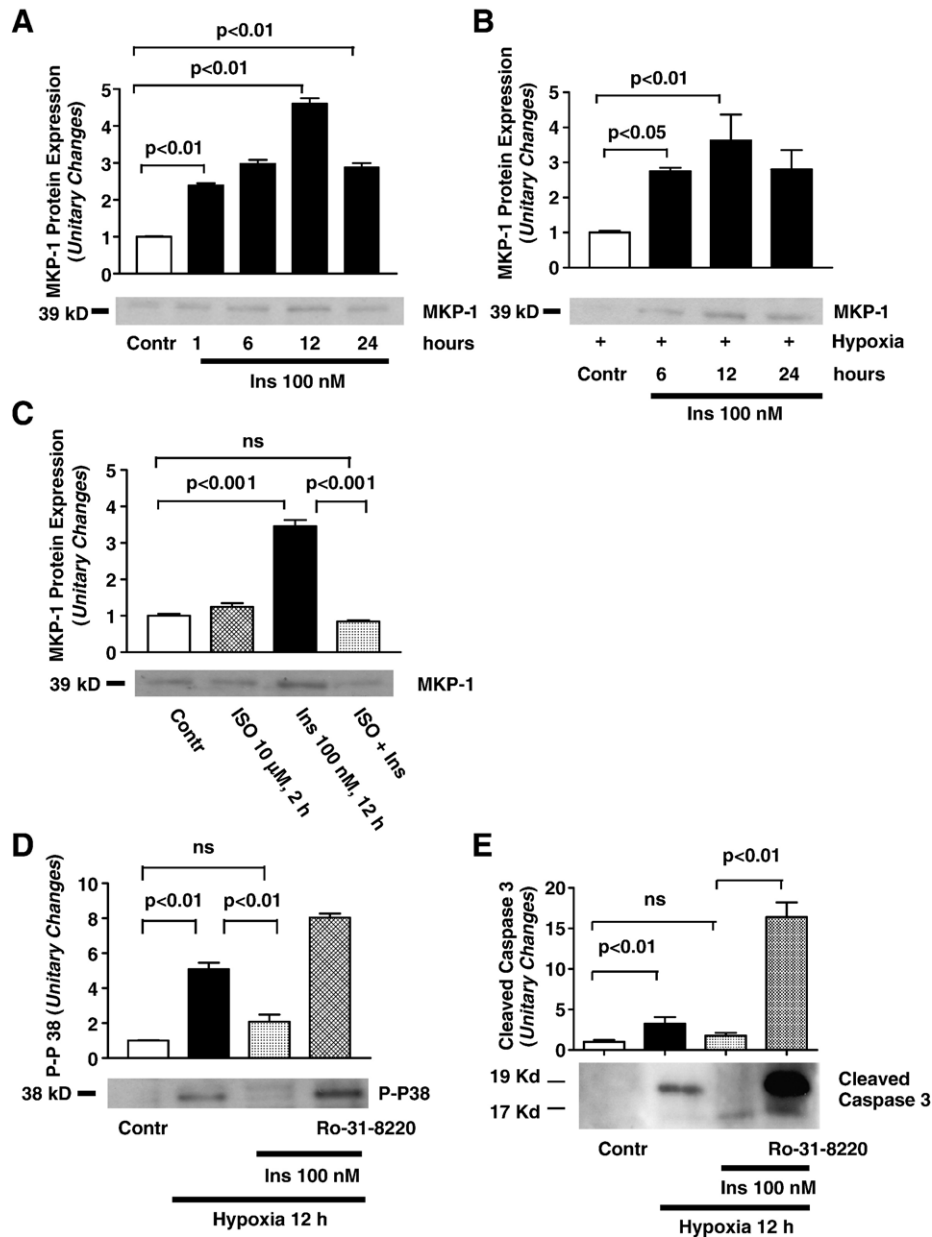 A
p<0.01
p<0.01
p<0.01
MKP-1 Protein Expression
(Unitary Changes)
5
4
3
2
1
0
39 kD
MKP-1
Contr 1 6 12 24 hours
Ins 100 nM
B
p<0.01
p<0.05
MKP-1 Protein Expression
(Unitary Changes)
5
4
3
2
1
0
39 kD
MKP-1
+ + + + Hypoxia
Contr 6 12 24 hours
Ins 100 nM
C
ns
p<0.001 p<0.001
MKP-1 Protein Expression
(Unitary Changes)
5
4
3
2
1
0
39 kD
MKP-1
Contr
ISO 10 μM, 2 h
Ins 100 nM, 12 h
ISO + Ins
D
ns
p<0.01 p<0.01
P-P 38 (Unitary Changes)
10
8
6
4
2
0
38 kD
P-P38
Contr Ro-31-8220
Ins 100 nM
Hypoxia 12 h
E
p<0.01
ns
p<0.01
Cleaved Caspase 3
(Unitary Changes)
20
15
10
5
0
19 Kd
17 Kd
Cleaved
Caspase 3
Contr Ro-31-8220
Ins 100 nM
Hypoxia 12 h